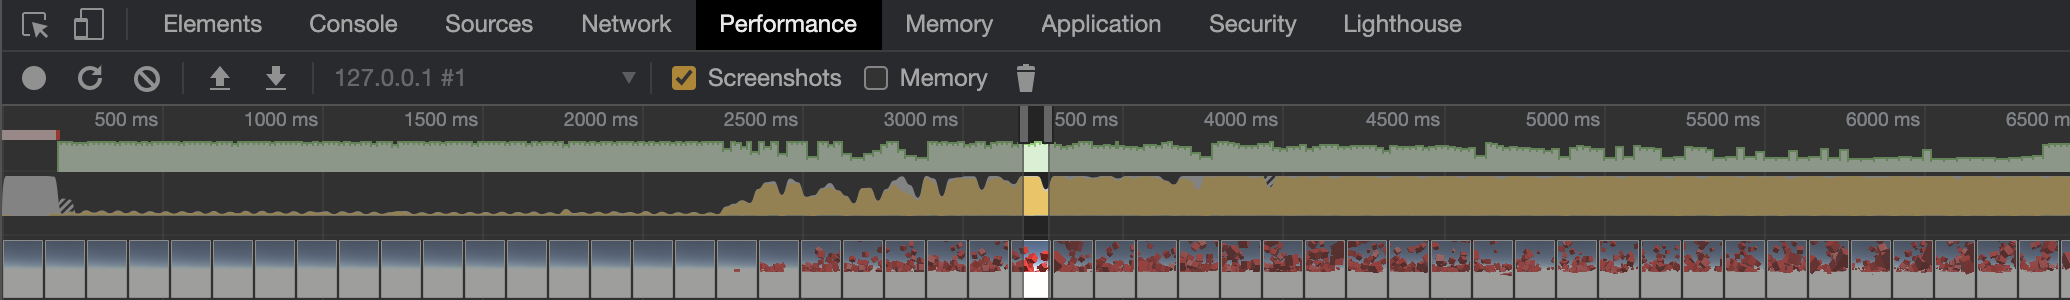 Elements Console Sources Network Performance Memory Application Security Lighthouse
127.0.0.1 #1 Screenshots Memory
500 ms 1000 ms 1500 ms 2000 ms 2500 ms 3000 ms 500 ms 4000 ms 4500 ms 5000 ms 5500 ms 6000 ms 6500 m